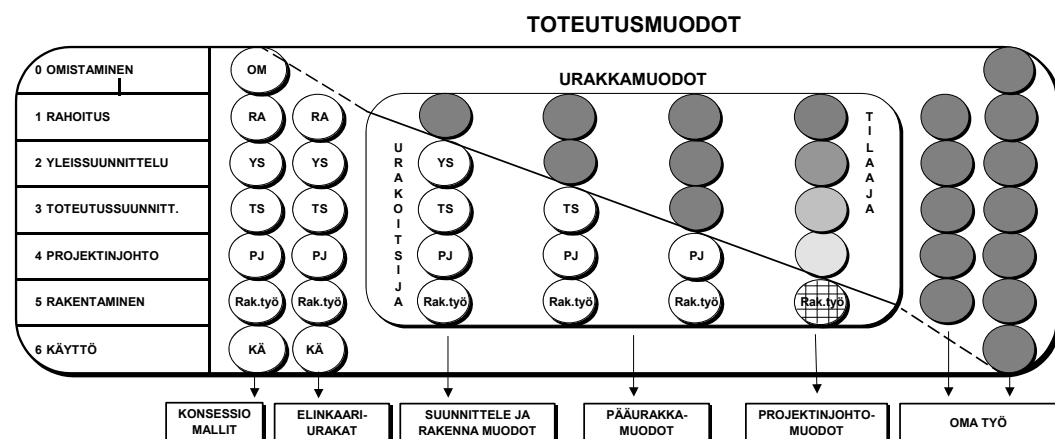 TOTEUTUSMUODOT
0 OMISTAMINEN
OM
URAKKAMUODOT
1 RAHOITUS
RA
RA
2 YLEISSUUNNITTELU
YS
YS
YS
3 TOTEUTUSSUUNNITT.
TS
TS
TS
TS
4 PROJEKTINJOHTO
PJ
PJ
PJ
PJ
PJ
5 RAKENTAMINEN
Rak.työ
Rak.työ
Rak.työ
Rak.työ
Rak.työ
Rak.työ
6 KÄYTTÖ
KÄ
KÄ
URAKOITSIJA
TILAAJA
KONSESSIO
MALLIT
ELINKAARI-
URAKAT
SUUNNITTELE JA
RAKENNA MUODOT
PÄÄURAKKA-
MUODOT
PROJEKTINJOHTO-
MUODOT
OMA TYÖ